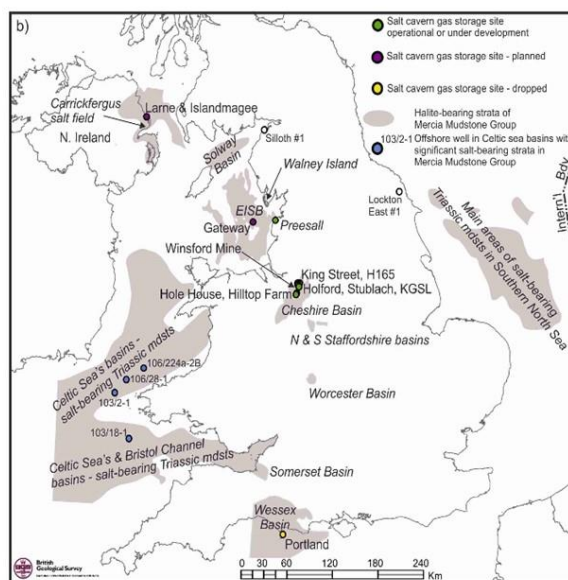 b)
Salt cavern gas storage site
operational or under development
Salt cavern gas storage site - planned
Salt cavern gas storage site - dropped
Halite-bearing strata of
Mercia Mudstone Group
103/2-1
Offshore well in Celtic sea basins with
significant salt-bearing strata in
Mercia Mudstone Group
Carrickfergus
salt field
Larne & Islandmagee
N. Ireland
Solway
Basin
Silloth #1
Walney Island
Lockton
East #1
EISB
Gateway
Preesall
Winsford Mine
King Street, H165
Holford, Stublach, KGSL
Hole House, Hilltop Farm
Cheshire Basin
Main areas of salt-bearing
Triassic mdsts in Southern North Sea
Intern'l Bdy
N & S Staffordshire basins
Celtic Sea's basins -
salt-bearing Triassic mdsts
106/224a-2B
106/28-1
103/2-1
Worcester Basin
103/18-1
Celtic Sea's & Bristol Channel
basins - salt-bearing Triassic mdsts
Somerset Basin
Wessex
Basin
Portland
British
Geological Survey
0 30 60 120 180 240
KM